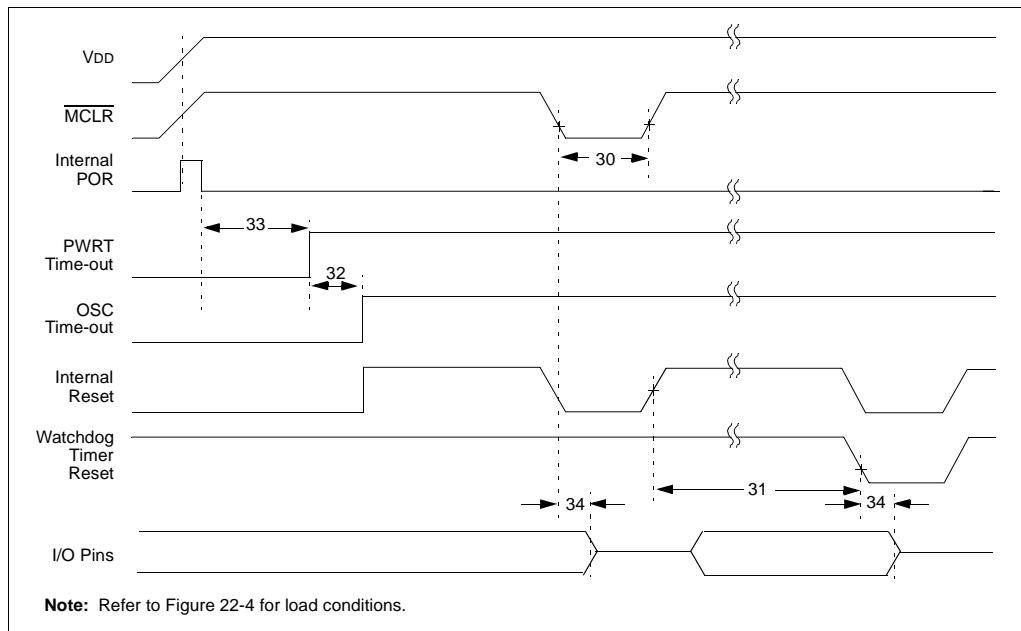 VDD
MCLR
Internal
POR
30
33
PWRT
Time-out
32
OSC
Time-out
Internal
Reset
Watchdog
Timer
Reset
31
34
34
I/O Pins
Note: Refer to Figure 22-4 for load conditions.